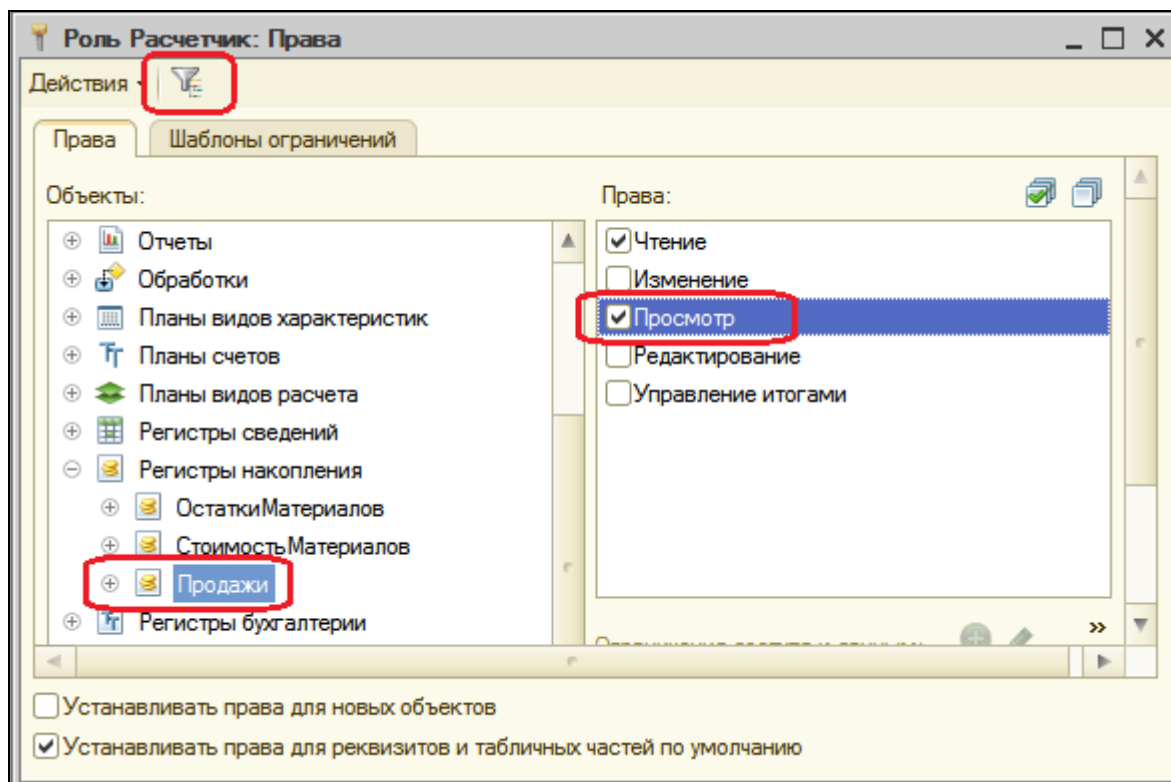 Роль Расчетчик: Права
Действия
Права
Шаблоны ограничений
Объекты:
Отчеты
Обработки
Планы видов характеристик
Планы счетов
Планы видов расчета
Регистры сведений
Регистры накопления
ОстаткиМатериалов
СтоимостьМатериалов
Продажи
Регистры бухгалтерии
Права:
Чтение
Изменение
Просмотр
Редактирование
Управление итогами
Устанавливать права для новых объектов
Устанавливать права для реквизитов и табличных частей по умолчанию